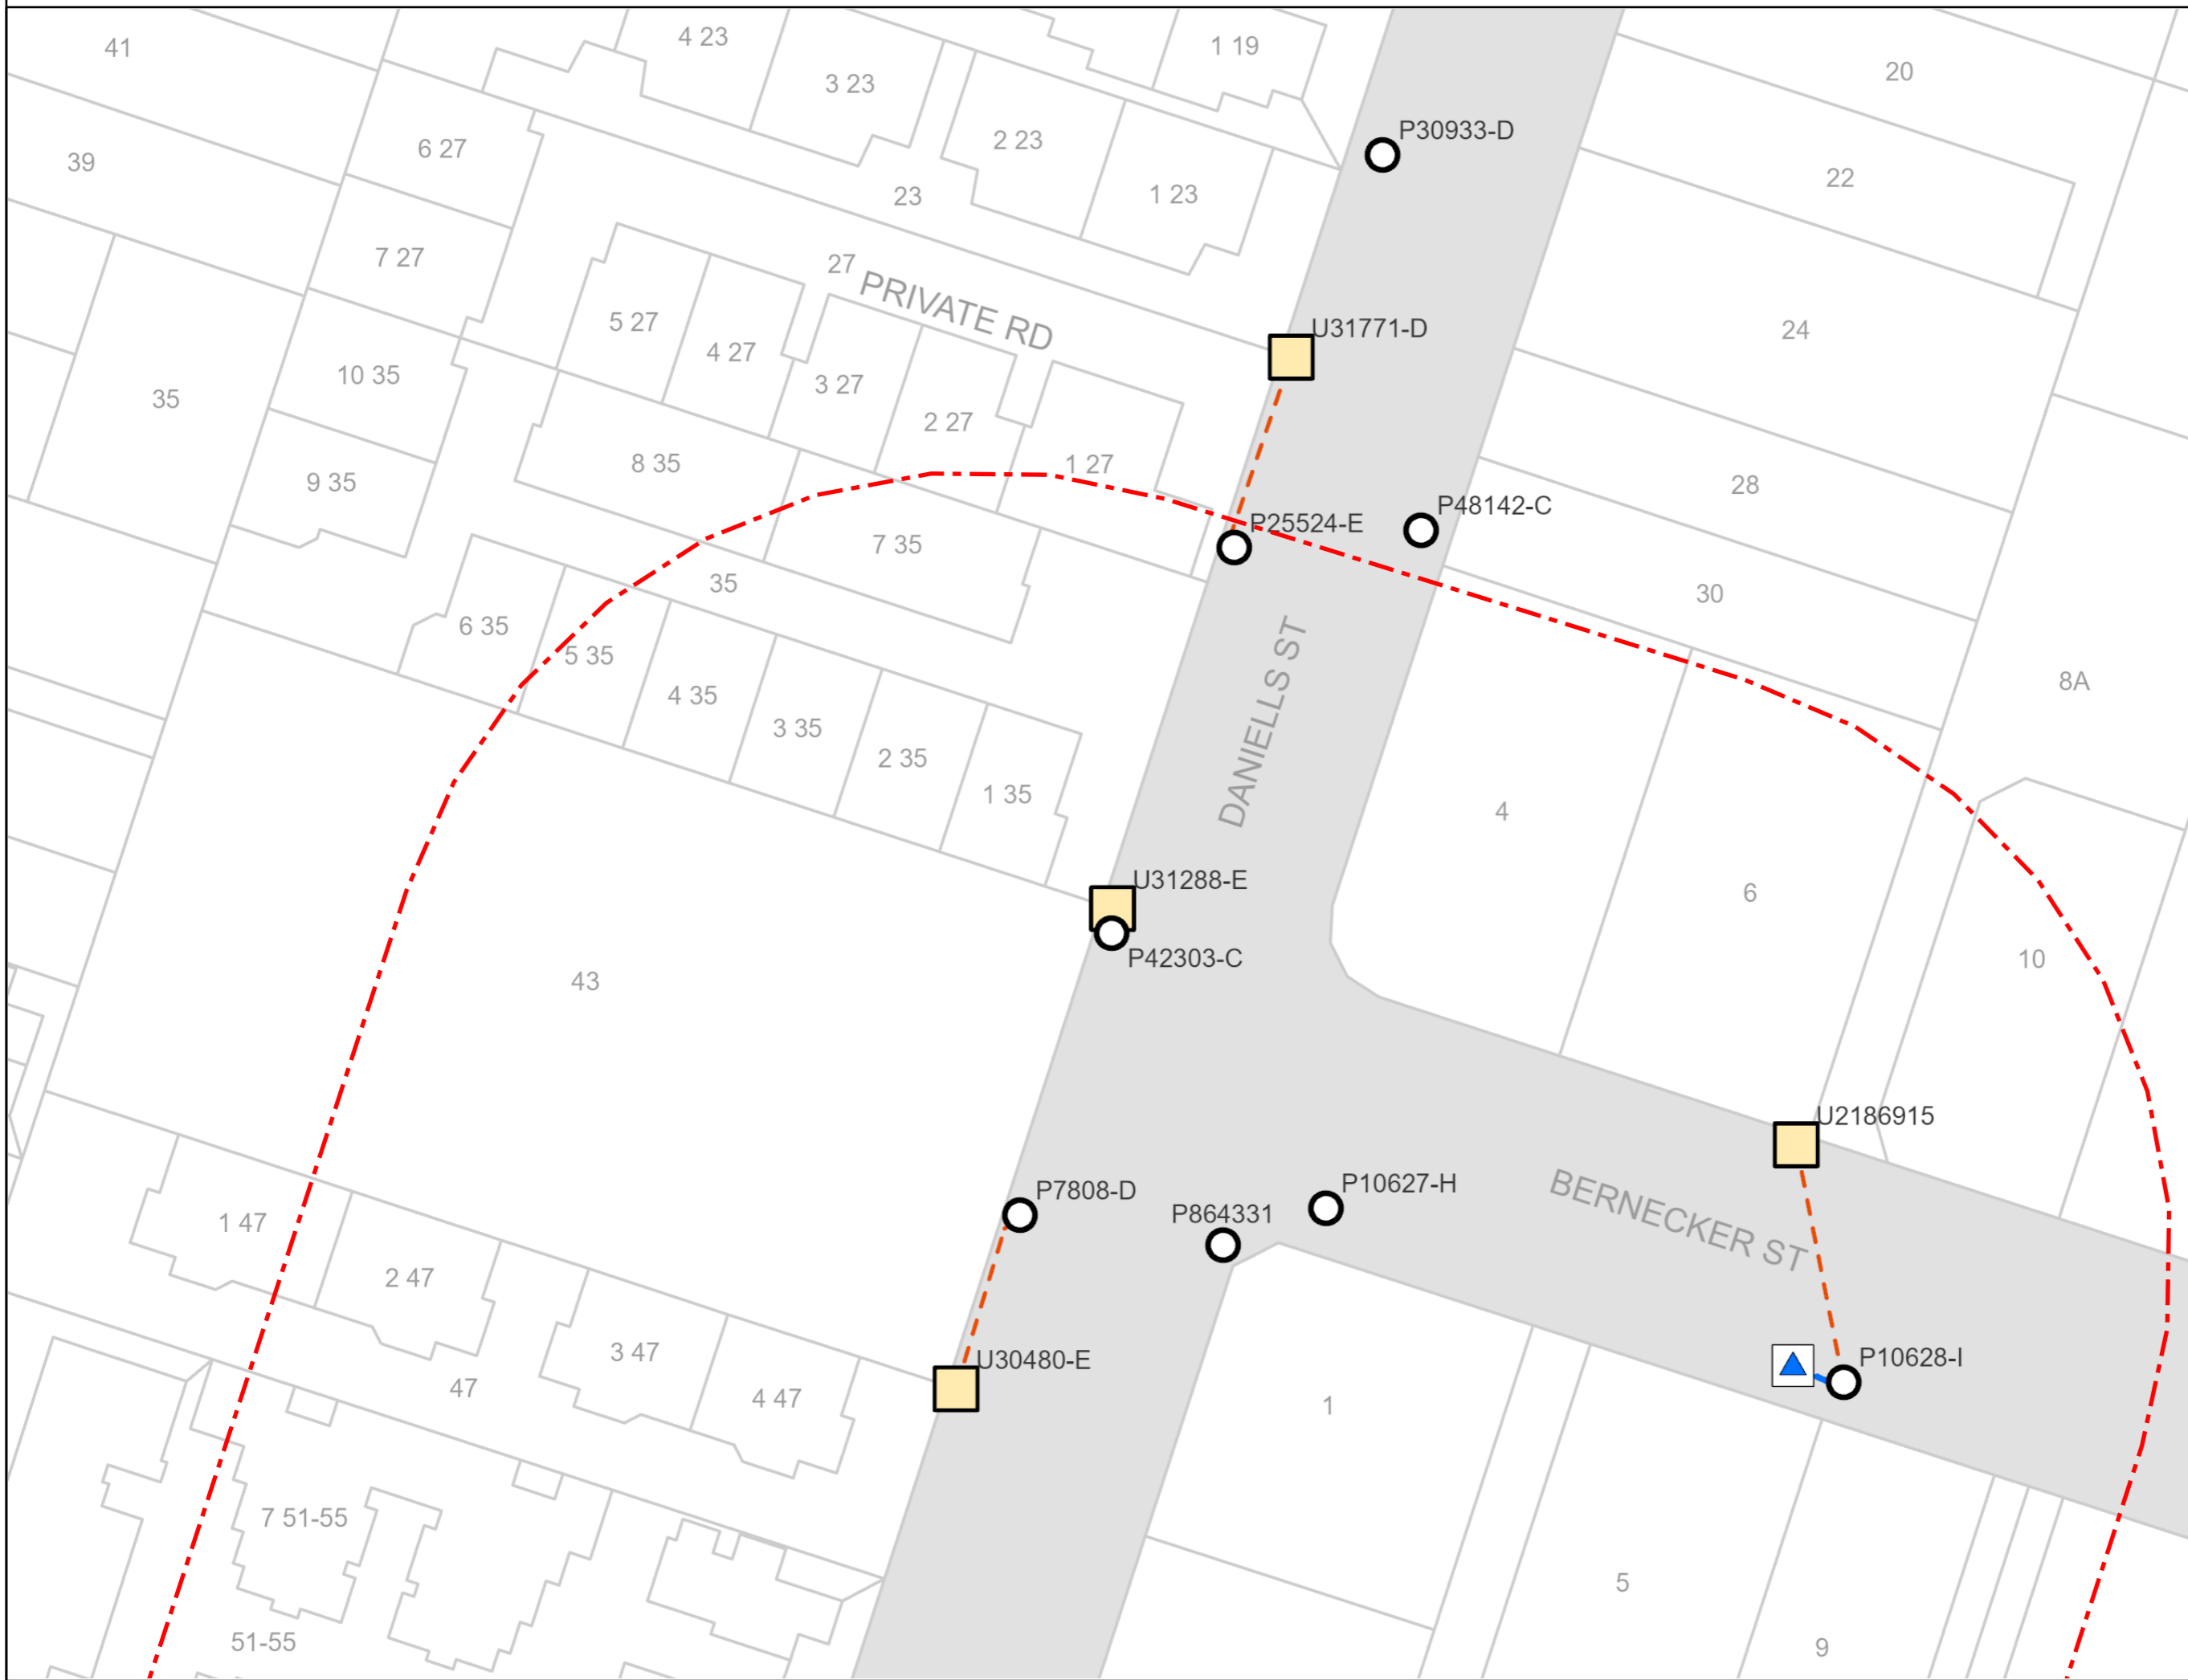 41
4 23
3 23
1 19
20
39
6 27
2 23
P30933-D
22
23
1 23
7 27
27
PRIVATE RD
5 27
4 27
U31771-D
24
35
10 35
3 27
2 27
9 35
8 35
1 27
28
P48142-C
P25524-E
7 35
35
30
6 35
5 35
4 35
3 35
2 35
1 35
DANIELLS ST
8A
4
6
U31288-E
P42303-C
43
10
U2186915
1 47
P7808-D
P864331
P10627-H
BERNECKER ST
2 47
3 47
47
4 47
U30480-E
P10628-I
1
7 51-55
5
51-55
9